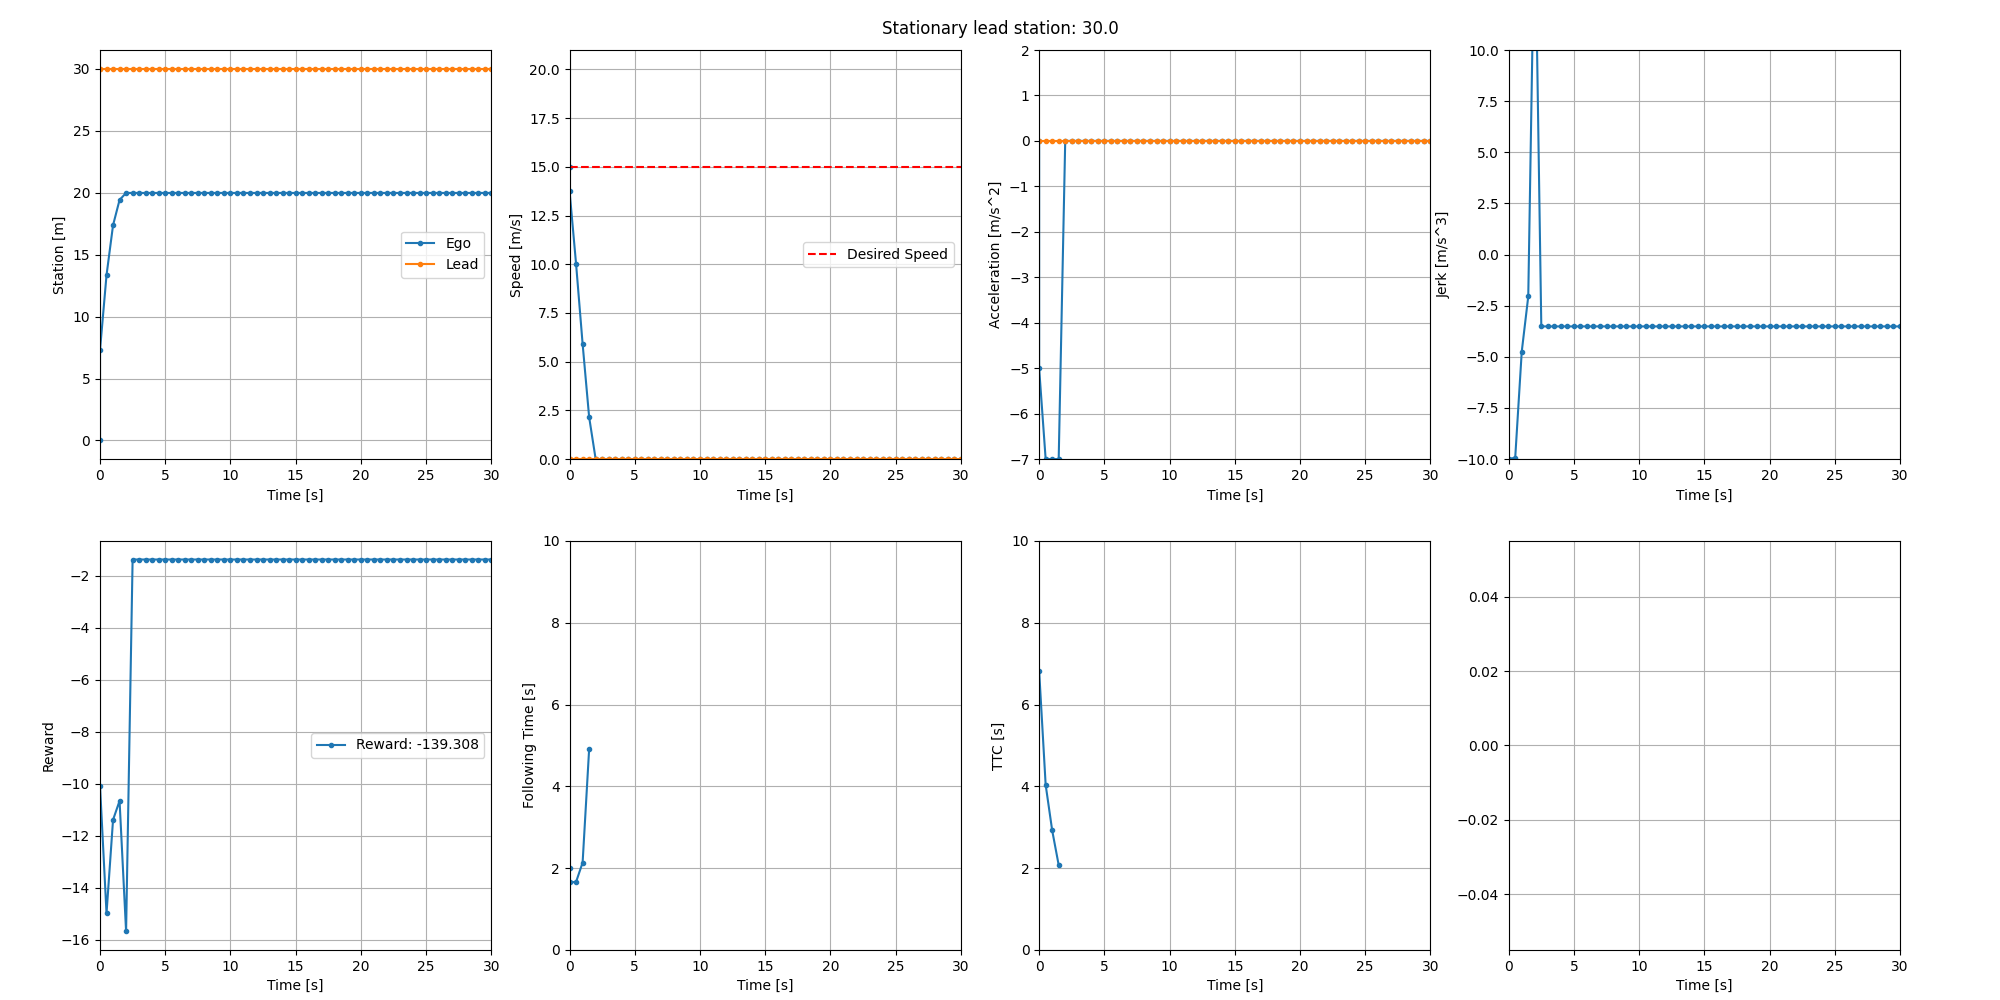 Stationary lead station: 30.0
30
25
20
15
10
5
0
Station [m]
Ego
Lead
0 5 10 15 20 25 30
Time [s]
20.0
17.5
15.0
12.5
10.0
7.5
5.0
2.5
0.0
Speed [m/s]
Desired Speed
0 5 10 15 20 25 30
Time [s]
2
1
0
−1
−2
−3
−4
−5
−6
−7
Acceleration [m/s^2]
0 5 10 15 20 25 30
Time [s]
10.0
7.5
5.0
2.5
0.0
−2.5
−5.0
−7.5
−10.0
Jerk [m/s^3]
0 5 10 15 20 25 30
Time [s]
−2
−4
−6
−8
−10
−12
−14
−16
Reward
Reward: -139.308
0 5 10 15 20 25 30
Time [s]
10
8
6
4
2
0
Following Time [s]
0 5 10 15 20 25 30
Time [s]
10
8
6
4
2
0
TTC [s]
0 5 10 15 20 25 30
Time [s]
0.04
0.02
0.00
−0.02
−0.04
0 5 10 15 20 25 30
Time [s]